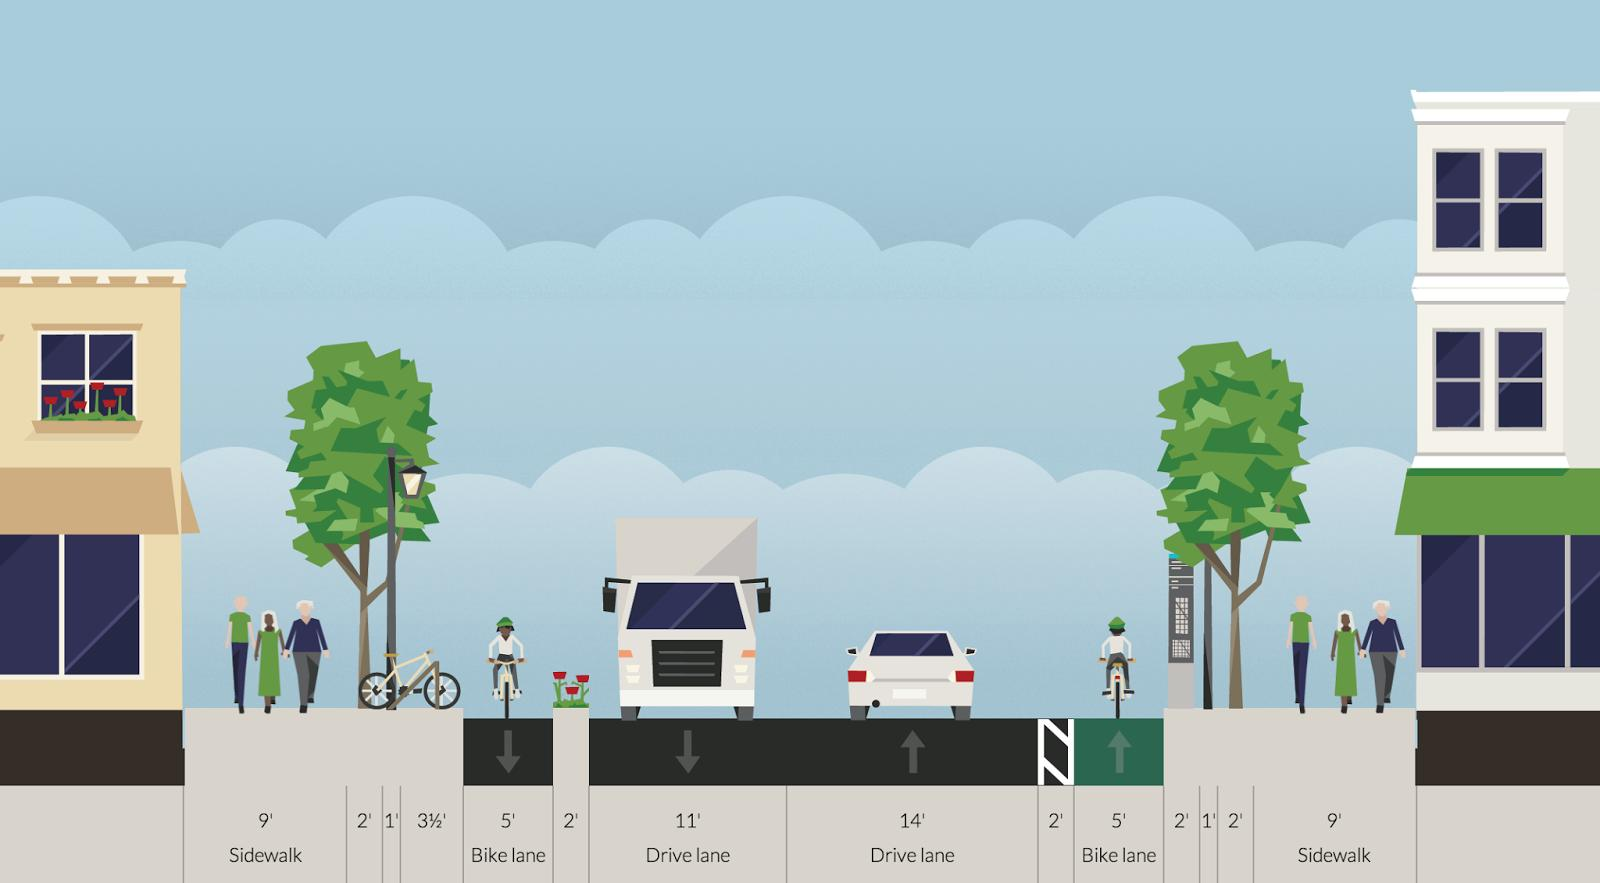 9' 2' 1' 3½' 5' 2' 11' 14' 2' 5' 2' 1' 2' 9'
Sidewalk Bike lane Drive lane Drive lane Bike lane Sidewalk